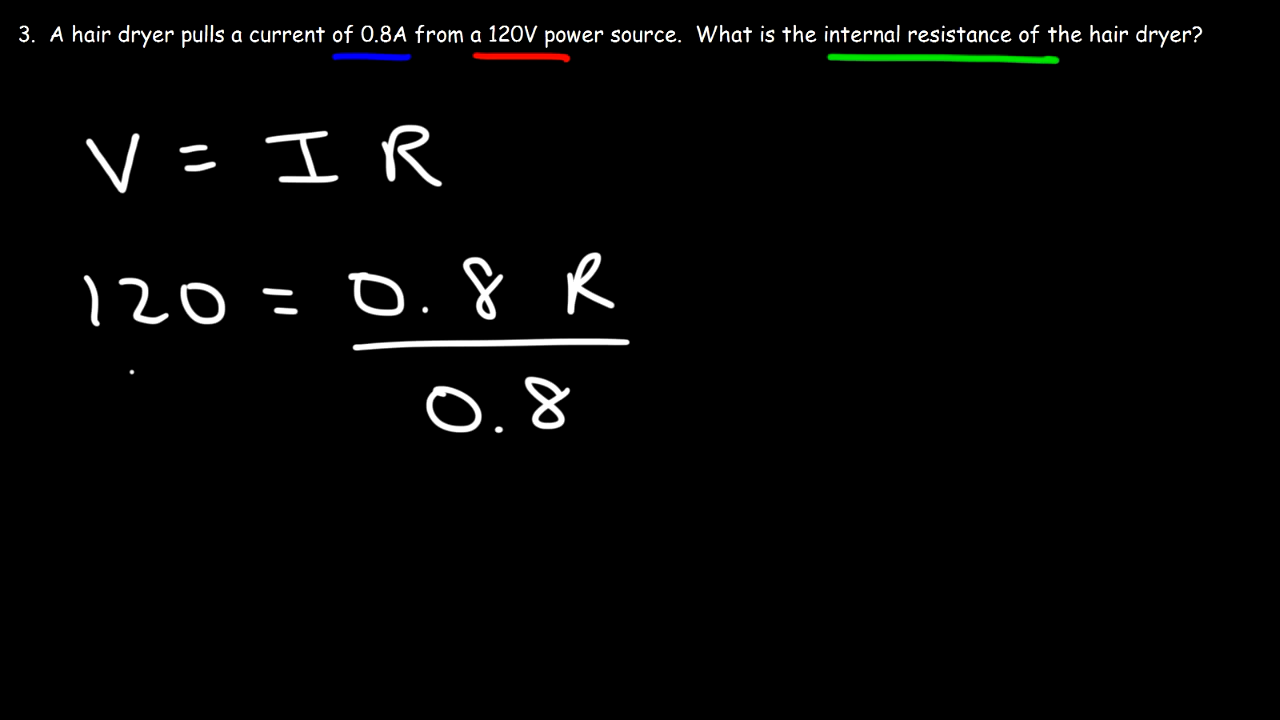 3. A hair dryer pulls a current of 0.8A from a 120V power source. What is the internal resistance of the hair dryer?
V = I R
120 = 0.8 R
0.8